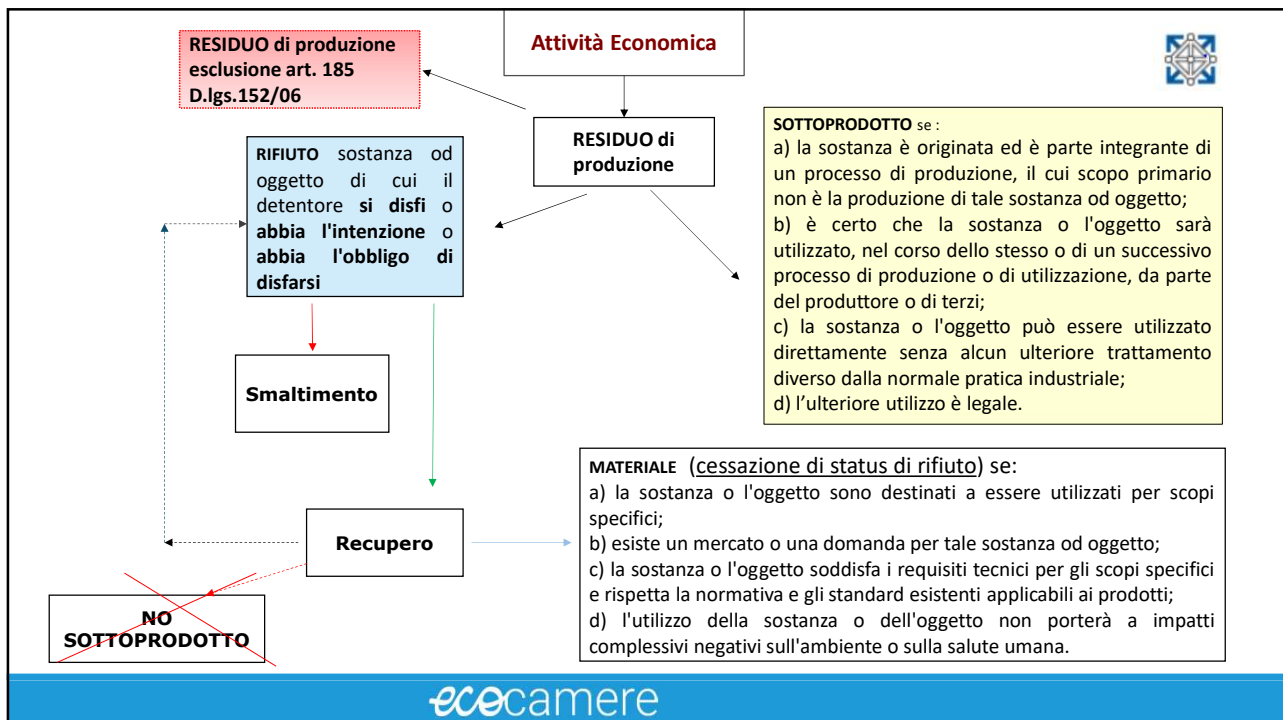 Attività Economica
RESIDUO di produzione
esclusione art. 185
D.lgs.152/06
RESIDUO di
produzione
RIFIUTO sostanza od
oggetto di cui il
detentore si disfi o
abbia l'intenzione o
abbia l'obbligo di
disfarsi
SOTTOPRODOTTO se :
a) la sostanza è originata ed è parte integrante di
un processo di produzione, il cui scopo primario
non è la produzione di tale sostanza od oggetto;
b) è certo che la sostanza o l'oggetto sarà
utilizzato, nel corso dello stesso o di un successivo
processo di produzione o di utilizzazione, da parte
del produttore o di terzi;
c) la sostanza o l'oggetto può essere utilizzato
direttamente senza alcun ulteriore trattamento
diverso dalla normale pratica industriale;
d) l’ulteriore utilizzo è legale.
Smaltimento
MATERIALE (cessazione di status di rifiuto) se:
a) la sostanza o l'oggetto sono destinati a essere utilizzati per scopi
specifici;
b) esiste un mercato o una domanda per tale sostanza od oggetto;
c) la sostanza o l'oggetto soddisfa i requisiti tecnici per gli scopi specifici
e rispetta la normativa e gli standard esistenti applicabili ai prodotti;
d) l'utilizzo della sostanza o dell'oggetto non porterà a impatti
complessivi negativi sull'ambiente o sulla salute umana.
Recupero
NO
SOTTOPRODOTTO
ecocamere